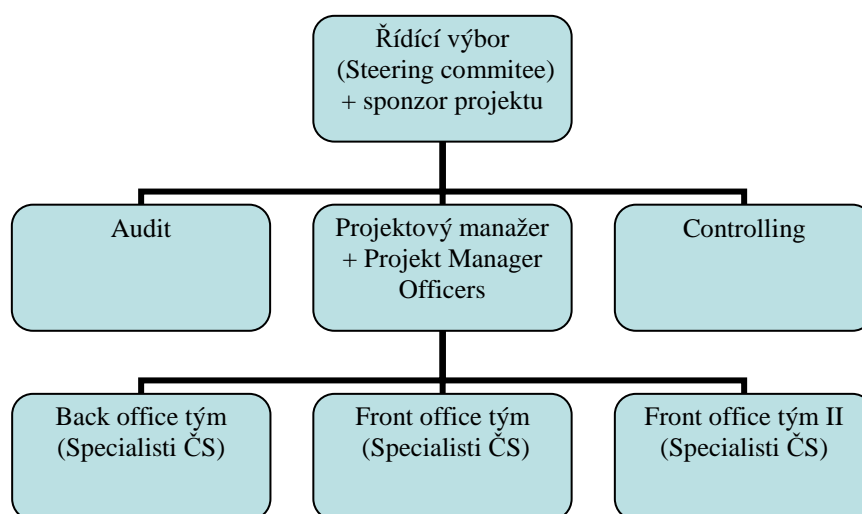 Řídící výbor
(Steering commitee)
+ sponzor projektu
Audit
Projektový manažer
+ Projekt Manager
Officers
Controlling
Back office tým
(Specialisti ČS)
Front office tým
(Specialisti ČS)
Front office tým II
(Specialisti ČS)